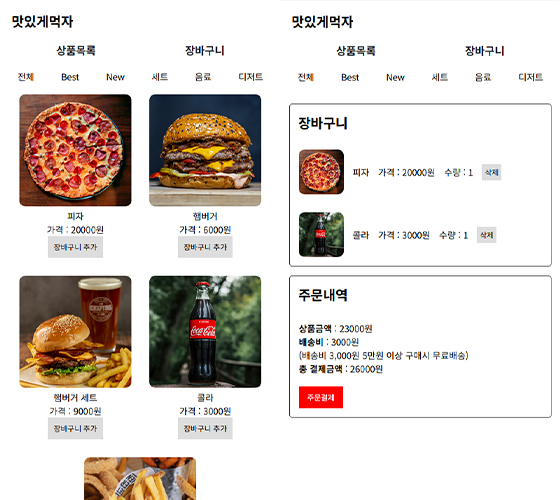 맛있게먹자
상품목록 장바구니
전체 Best New 세트 음료 디저트
피자
가격 : 20000원
장바구니 추가
햄버거
가격 : 6000원
장바구니 추가
햄버거 세트
가격 : 9000원
장바구니 추가
Coca-Cola
콜라
가격 : 3000원
장바구니 추가
맛있게먹자
상품목록 장바구니
전체 Best New 세트 음료 디저트
장바구니
피자 가격 : 20000원 수량 : 1 삭제
콜라 가격 : 3000원 수량 : 1 삭제
주문내역
상품금액 : 23000원
배송비 : 3000원
(배송비 3,000원 5만원 이상 구매시 무료배송)
총 결제금액 : 26000원
주문결제